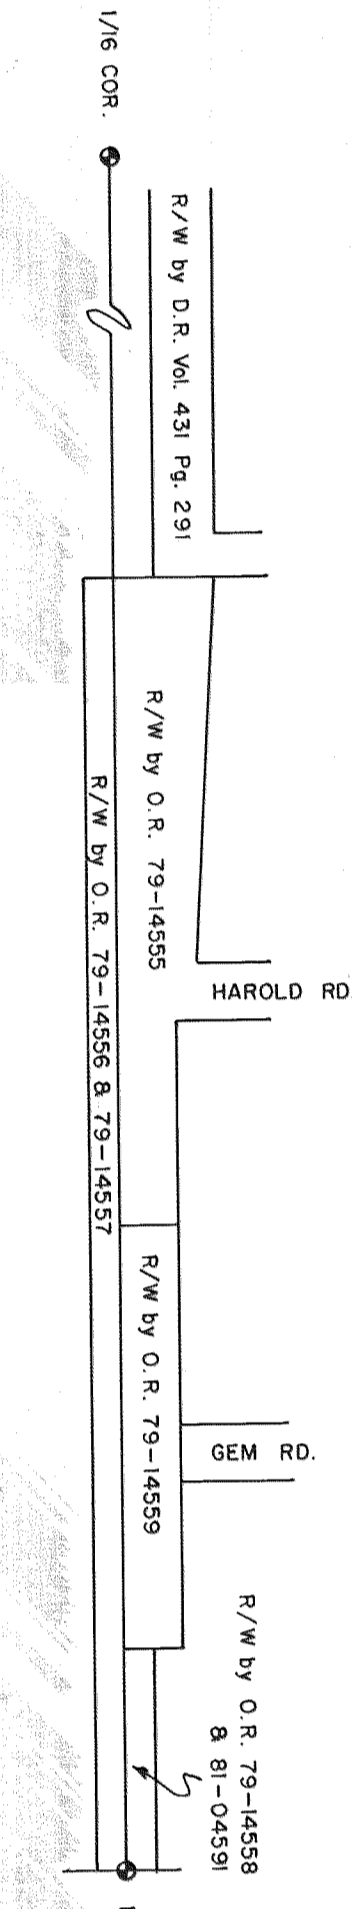 1/16 COR.
R/W by D.R. Vol. 431 Pg. 291
R/W by O.R. 79-14555
HAROLD RD.
R/W by O.R. 79-14556 & 79-14557
R/W by O.R. 79-14559
GEM RD.
R/W by O.R. 79-14558
& 81-04591